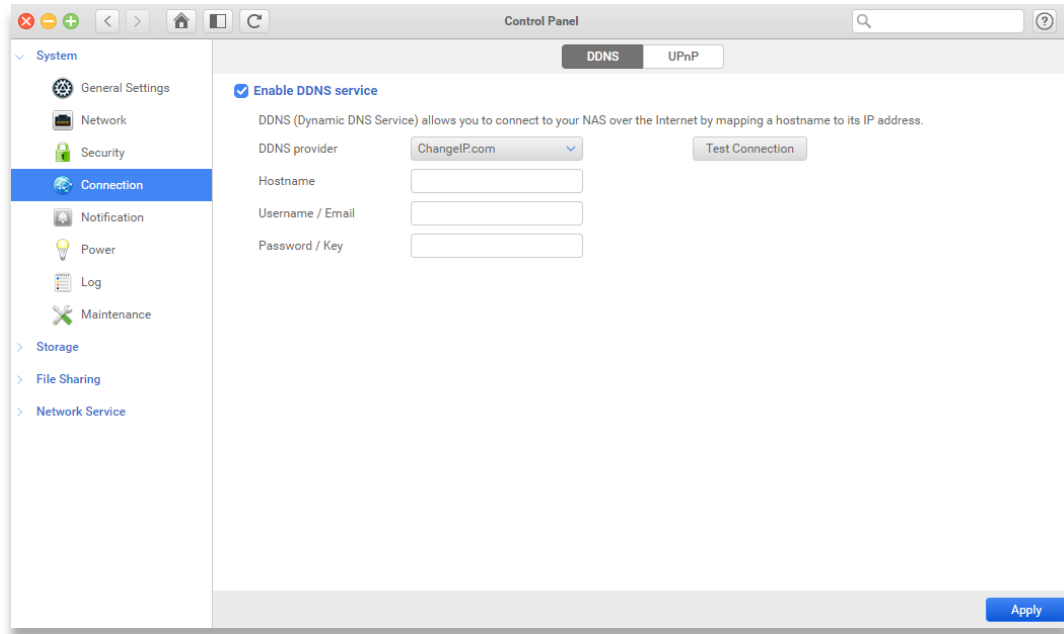 Control Panel
?
System
General Settings
Network
Security
Connection
Notification
Power
Log
Maintenance
Storage
File Sharing
Network Service
DDNS UPnP
Enable DDNS service
DDNS (Dynamic DNS Service) allows you to connect to your NAS over the Internet by mapping a hostname to its IP address.
DDNS provider ChangeIP.com Test Connection
Hostname
Username / Email
Password / Key
Apply